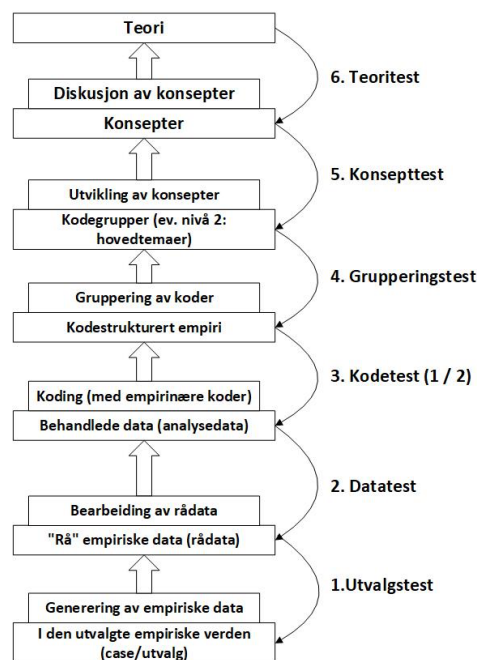 Teori
6. Teoritest
Diskusjon av konsepter
Konsepter
5. Konsepttest
Utvikling av konsepter
Kodegrupper (ev. nivå 2:
hovedtemaer)
4. Grupperingstest
Gruppering av koder
Kodestrukturert empiri
3. Kodetest (1 / 2)
Koding (med empirinære koder)
Behandlede data (analysedata)
2. Datatest
Bearbeiding av rådata
"Rå" empiriske data (rådata)
1.Utvalgstest
Generering av empiriske data
I den utvalgte empiriske verden
(case/utvalg)